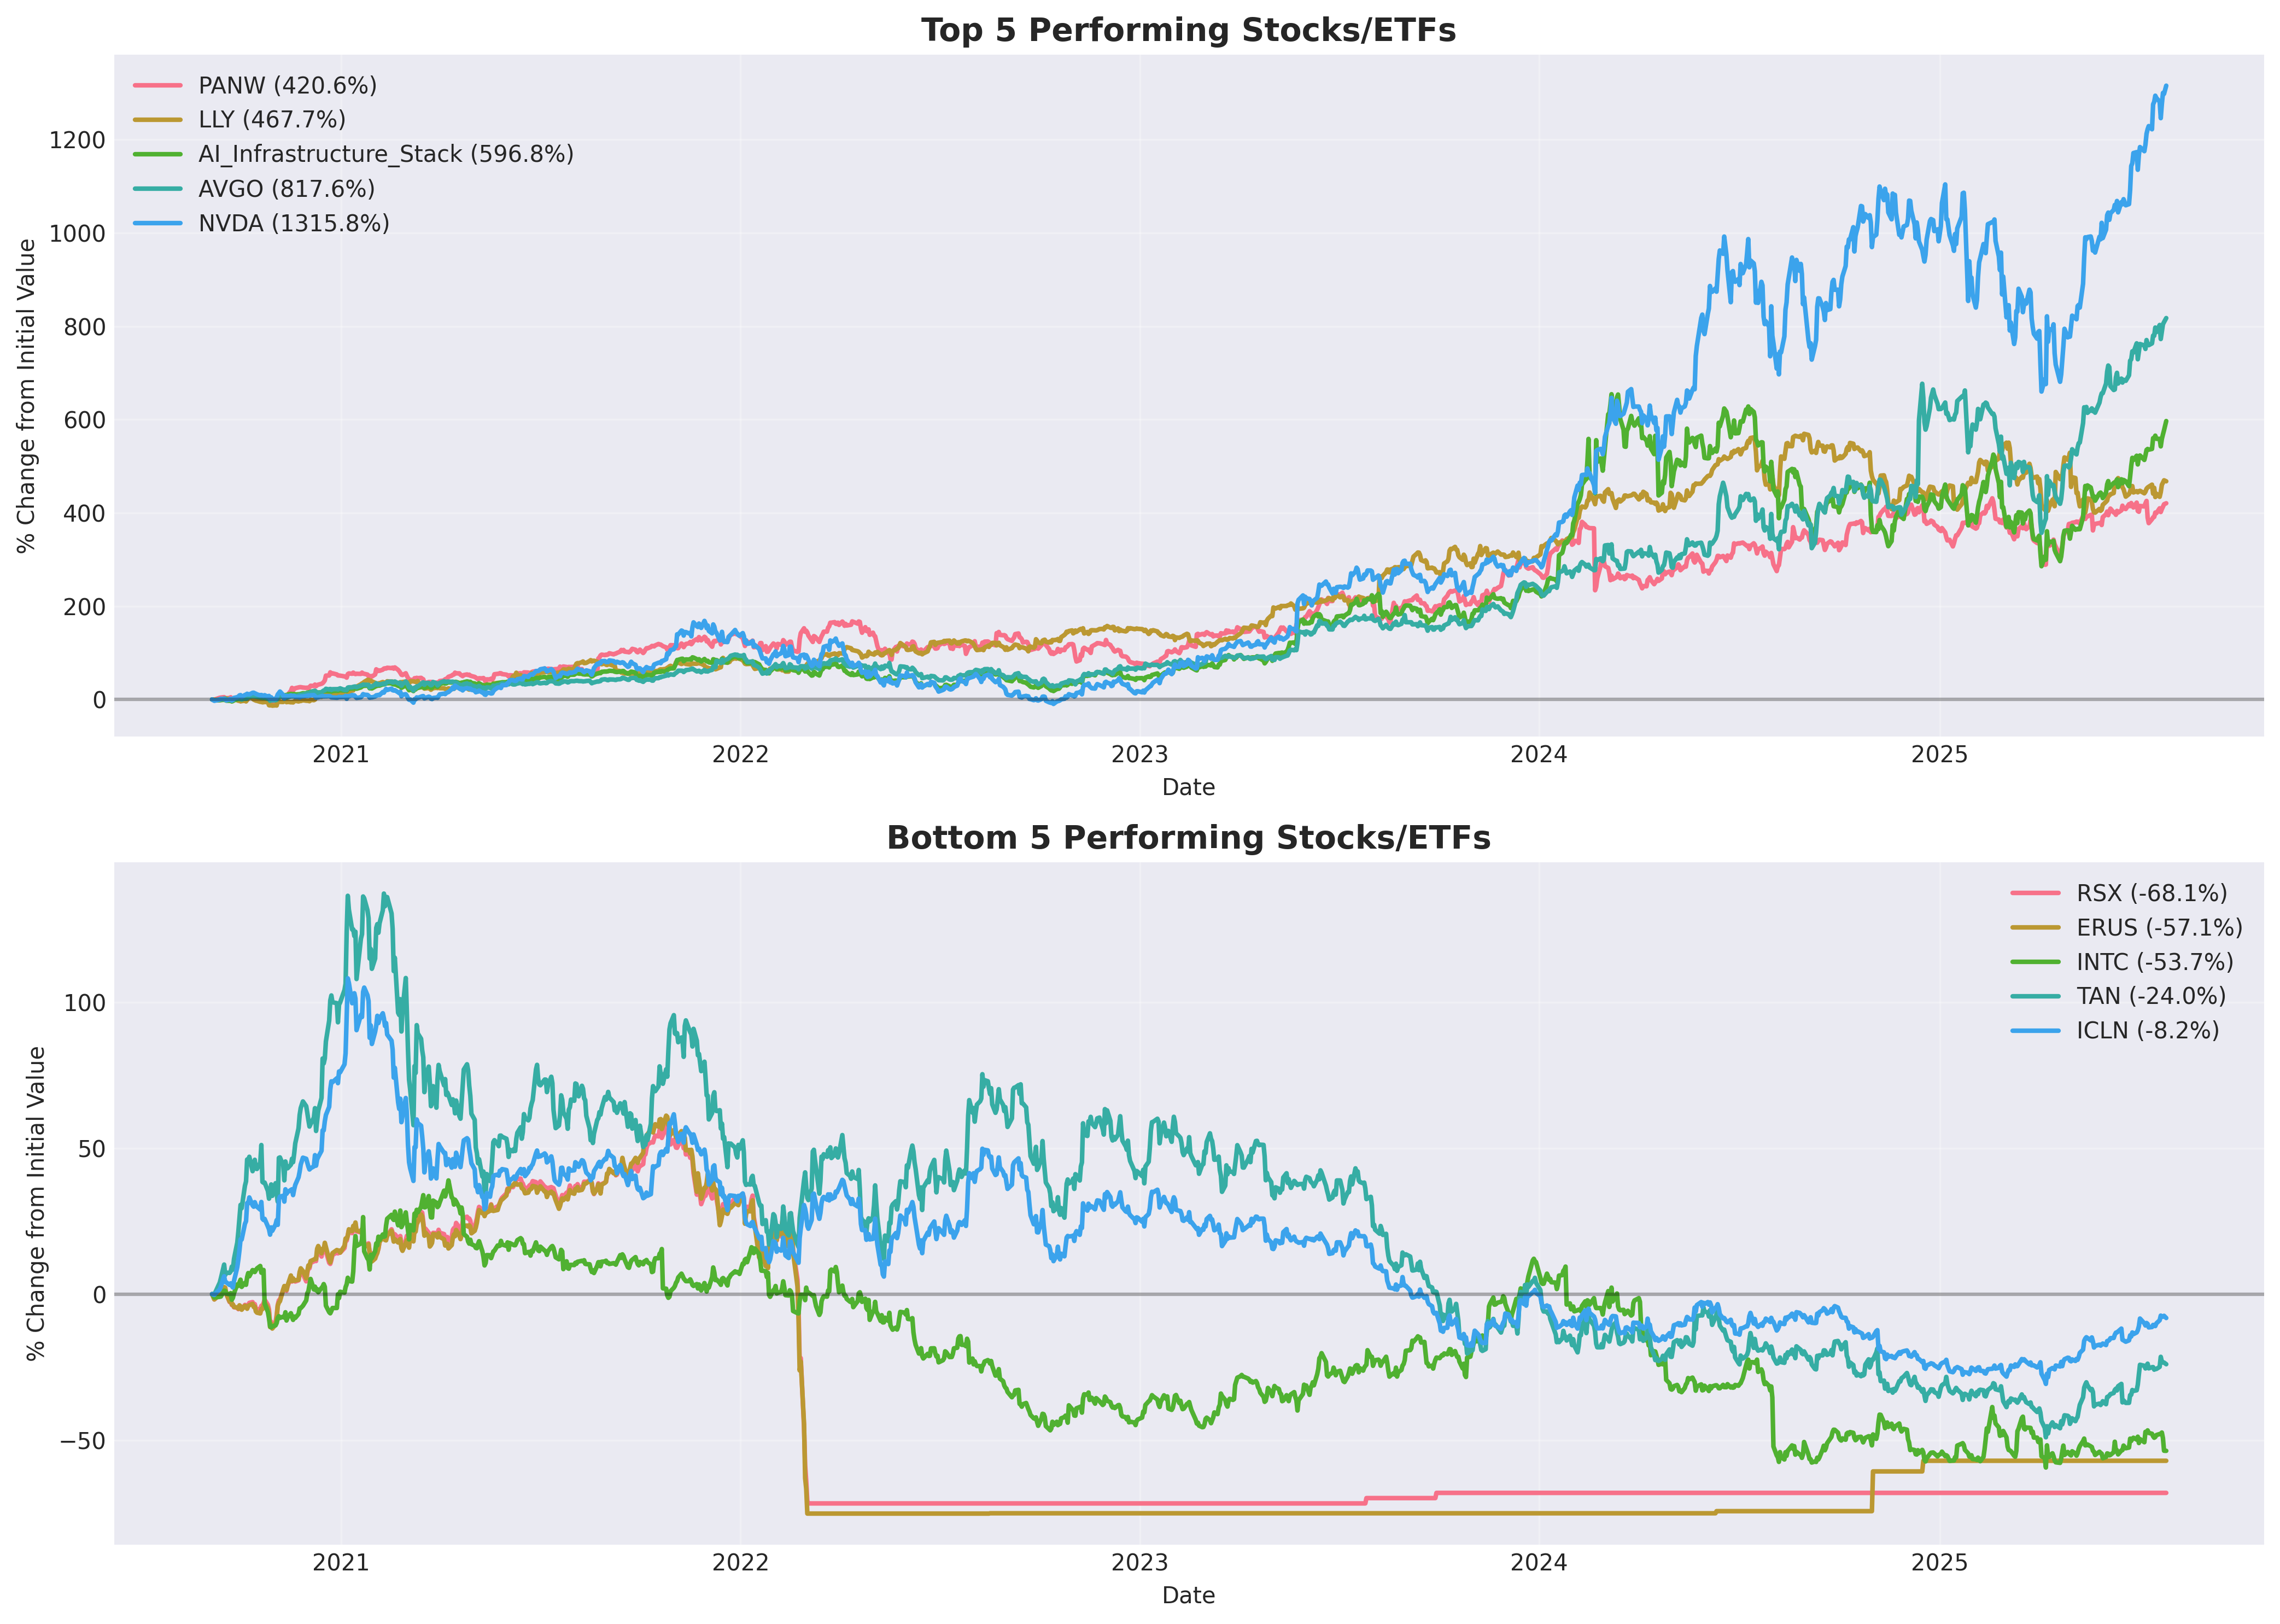 Top 5 Performing Stocks/ETFs
PANW (420.6%)
LLY (467.7%)
AI_Infrastructure_Stack (596.8%)
AVGO (817.6%)
NVDA (1315.8%)
% Change from Initial Value
1200
1000
800
600
400
200
0
2021
2022
2023
2024
2025
Date
Bottom 5 Performing Stocks/ETFs
RSX (-68.1%)
ERUS (-57.1%)
INTC (-53.7%)
TAN (-24.0%)
ICLN (-8.2%)
% Change from Initial Value
100
50
0
−50
2021
2022
2023
2024
2025
Date